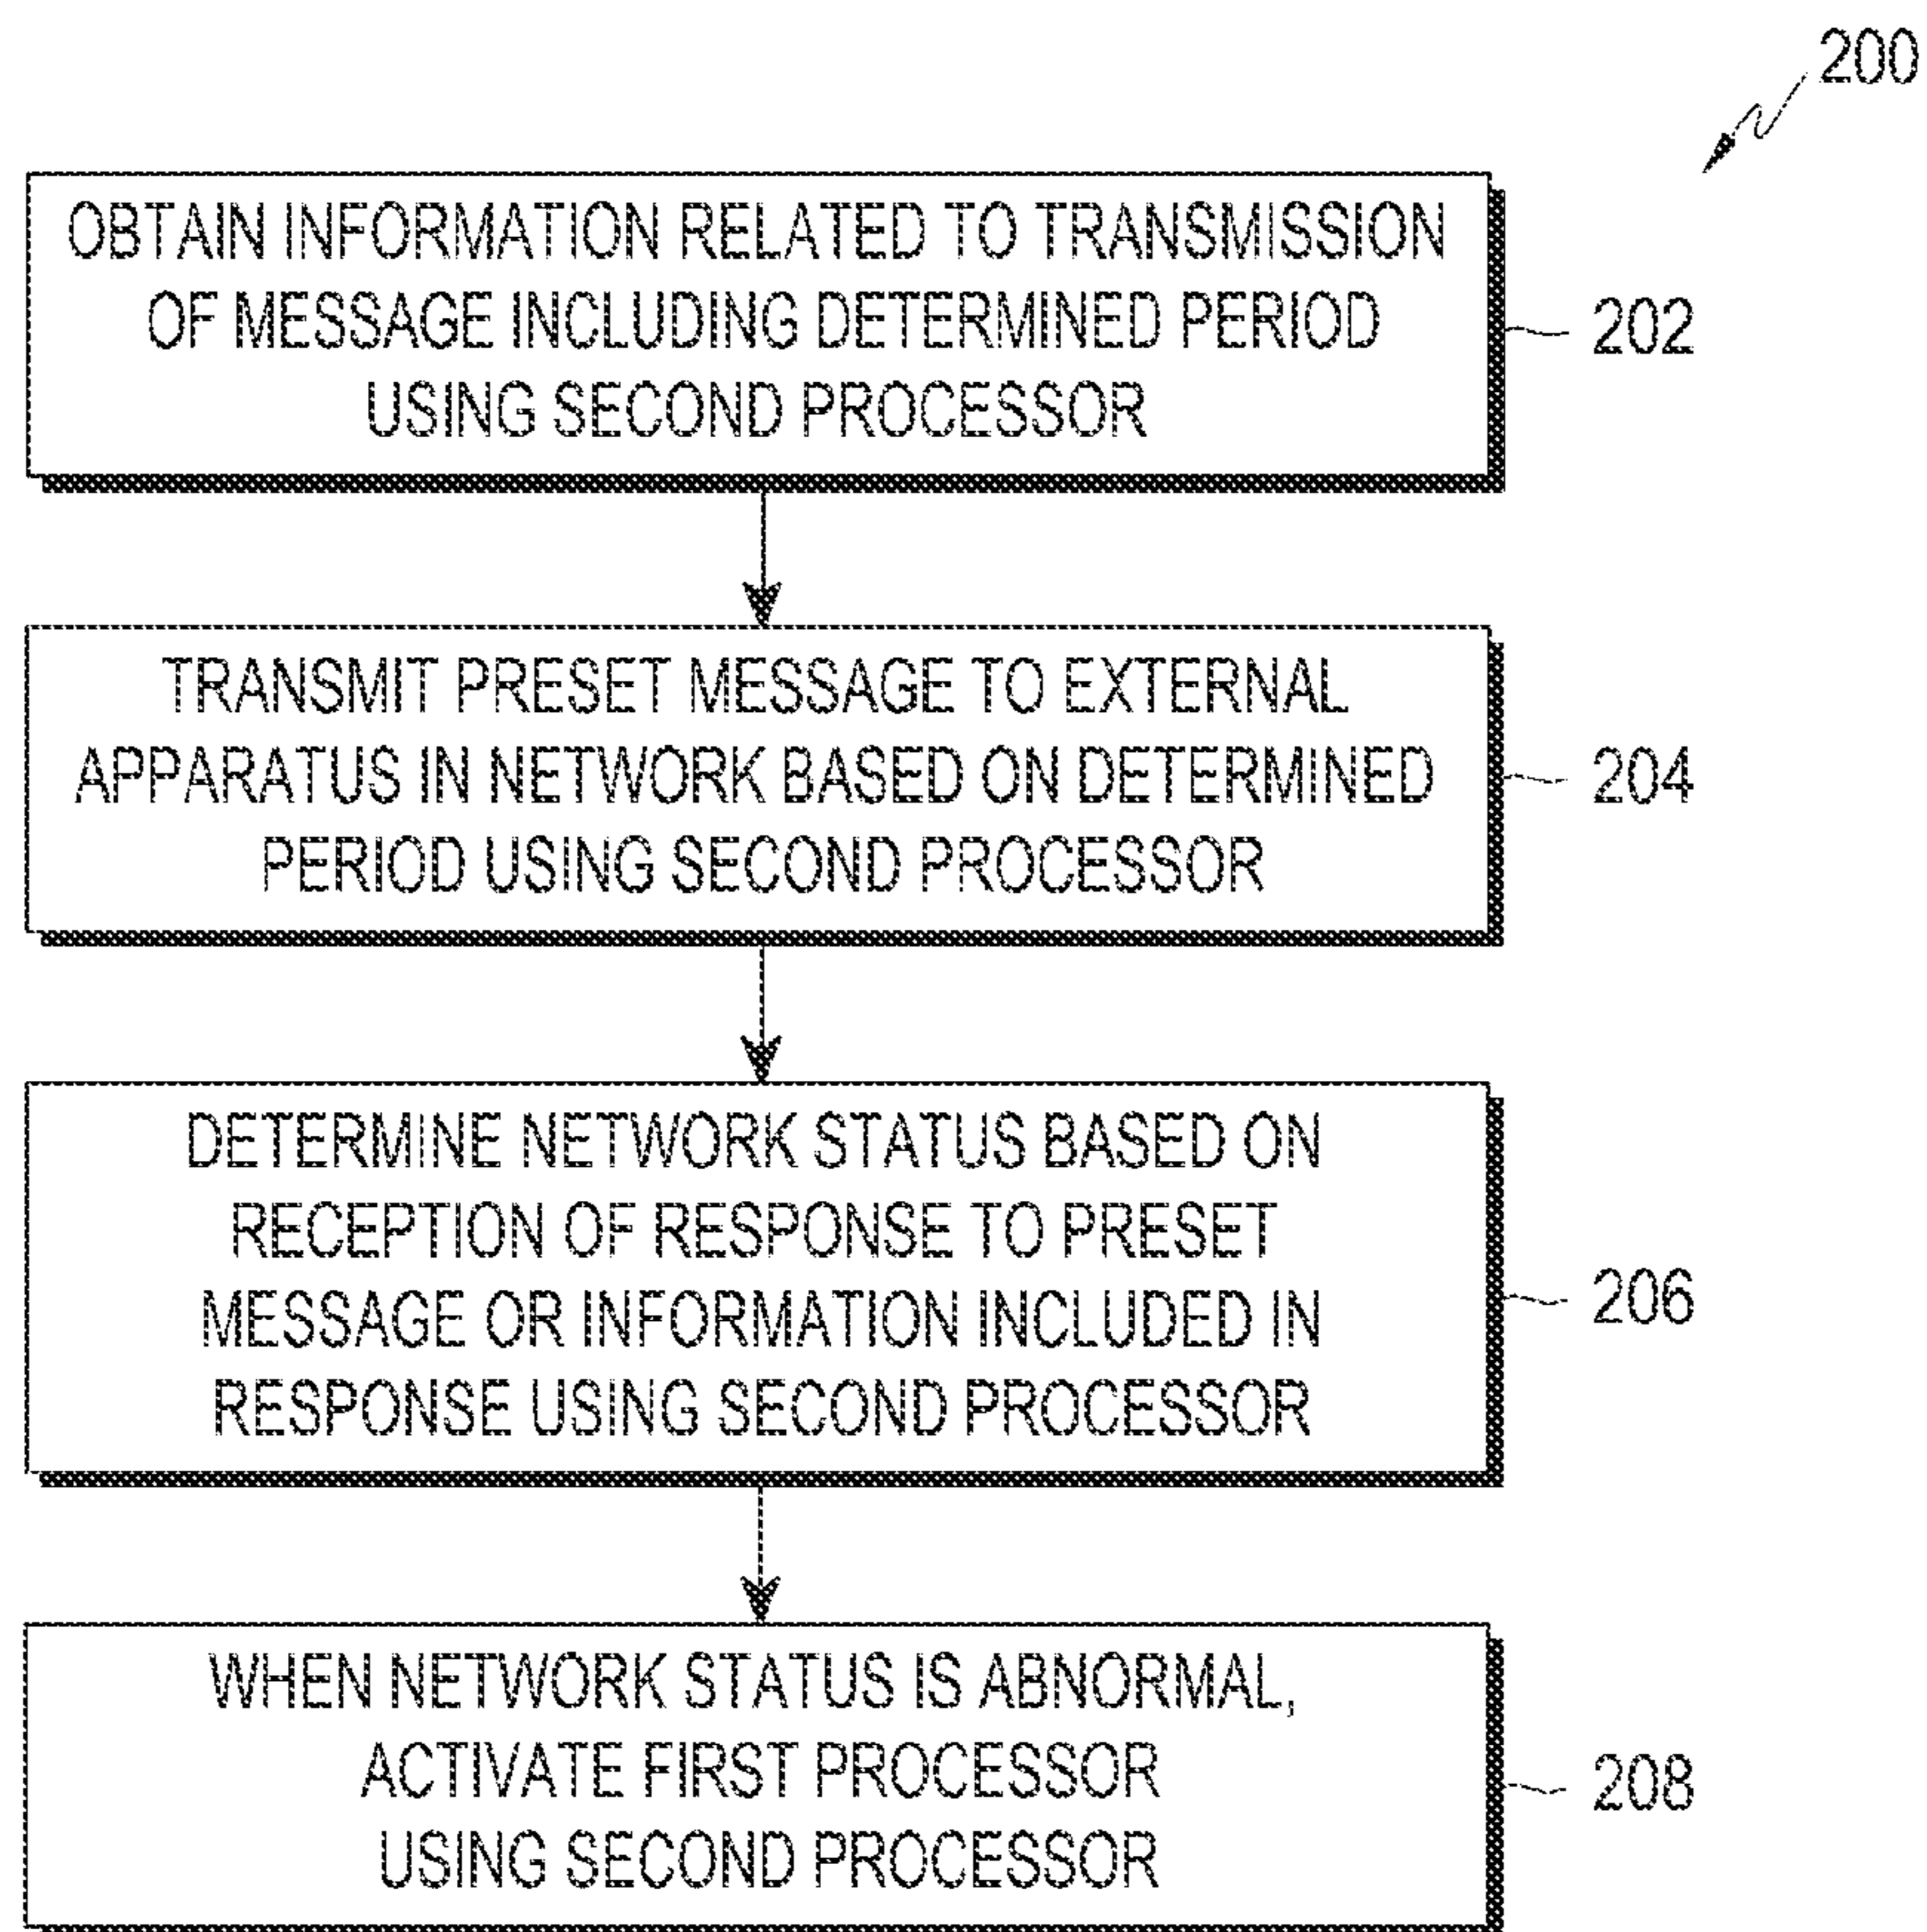 200
OBTAIN INFORMATION RELATED TO TRANSMISSION
OF MESSAGE INCLUDING DETERMINED PERIOD
USING SECOND PROCESSOR
202
TRANSMIT PRESET MESSAGE TO EXTERNAL
APPARATUS IN NETWORK BASED ON DETERMINED
PERIOD USING SECOND PROCESSOR
204
DETERMINE NETWORK STATUS BASED ON
RECEPTION OF RESPONSE TO PRESET
MESSAGE OR INFORMATION INCLUDED IN
RESPONSE USING SECOND PROCESSOR
206
WHEN NETWORK STATUS IS ABNORMAL,
ACTIVATE FIRST PROCESSOR
USING SECOND PROCESSOR
208